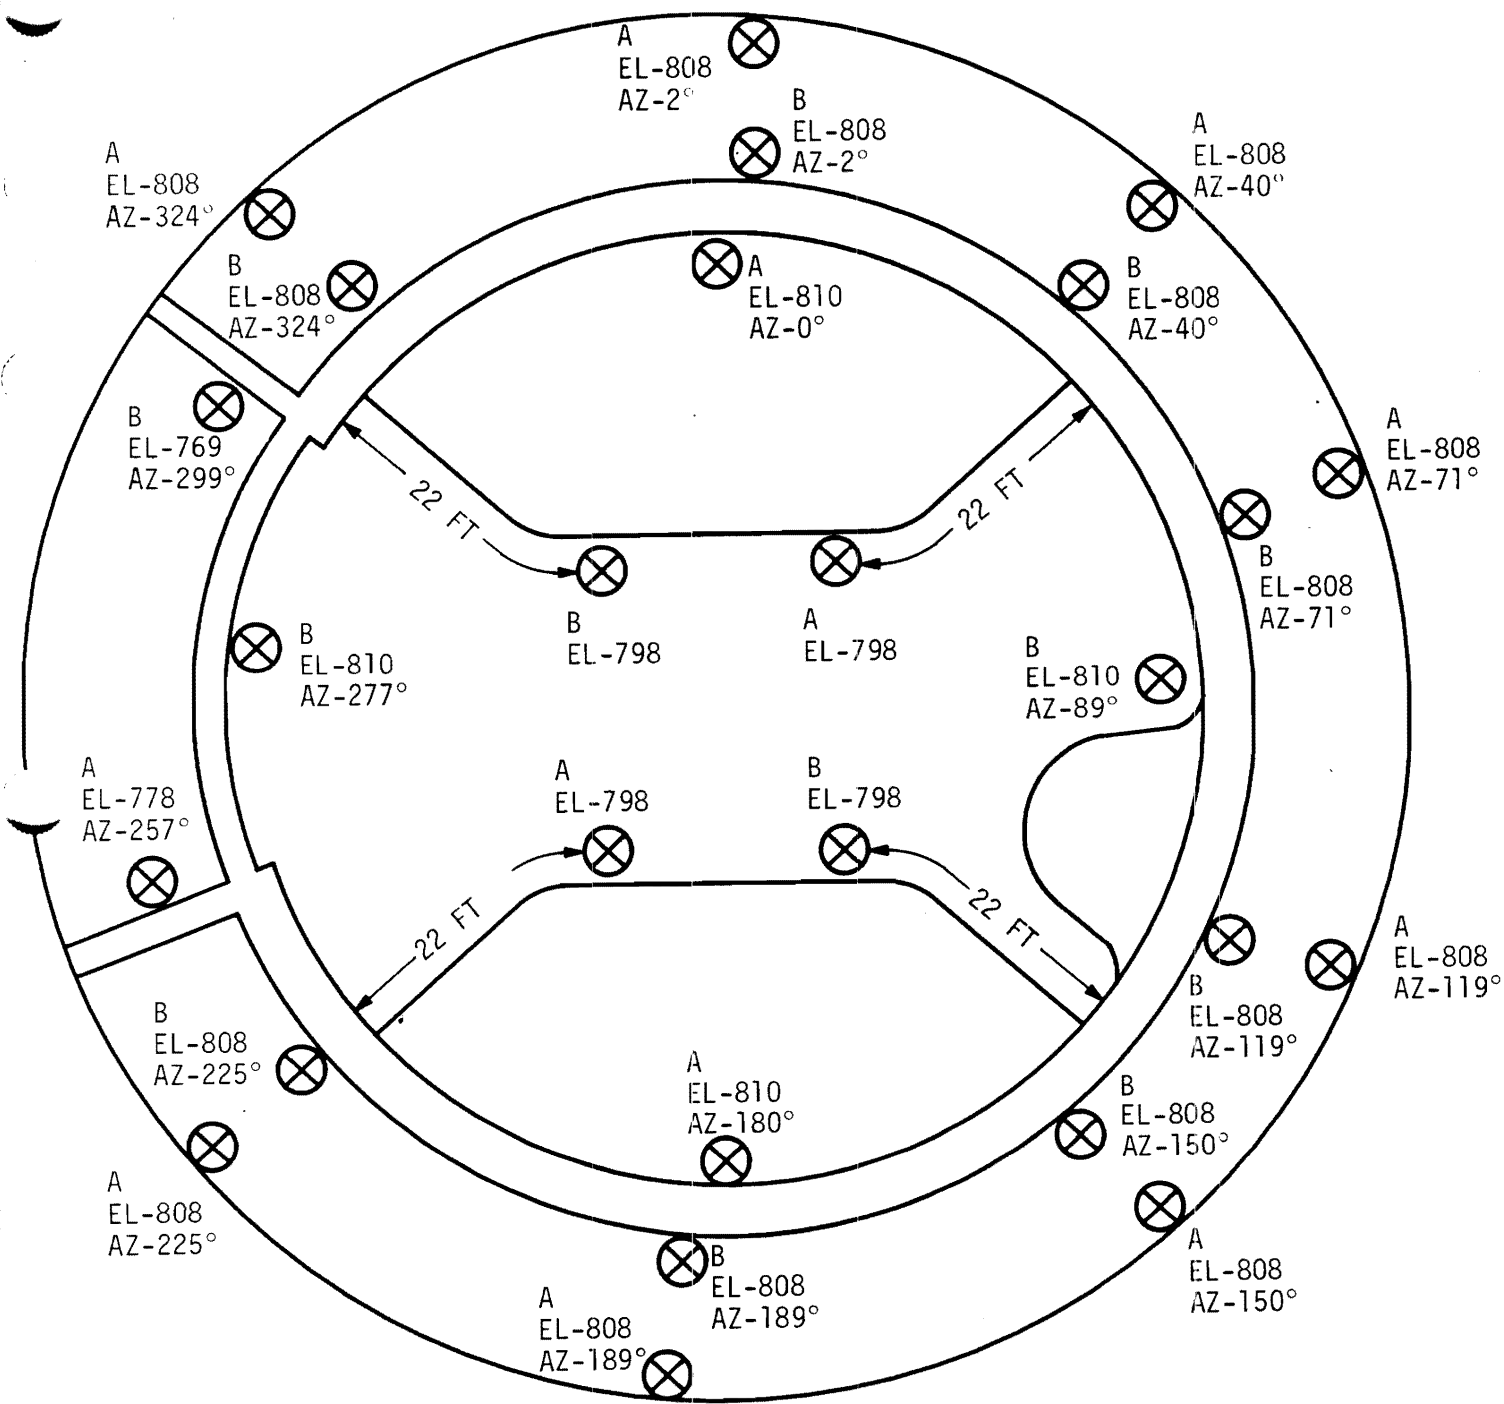 A
EL-808
AZ-2°
B
EL-808
AZ-2°
A
EL-808
AZ-40°
A
EL-808
AZ-324°
B
EL-808
AZ-324°
A
EL-810
AZ-0°
B
EL-808
AZ-40°
B
EL-769
AZ-299°
A
EL-808
AZ-71°
22 FT
22 FT
B
EL-808
AZ-71°
B
EL-798
A
EL-798
B
EL-810
AZ-277°
B
EL-810
AZ-89°
A
EL-778
AZ-257°
A
EL-798
B
EL-798
22 FT
22 FT
A
EL-808
AZ-119°
B
EL-808
AZ-119°
B
EL-808
AZ-225°
A
EL-810
AZ-180°
B
EL-808
AZ-150°
A
EL-808
AZ-225°
B
EL-808
AZ-189°
A
EL-808
AZ-150°
A
EL-808
AZ-189°